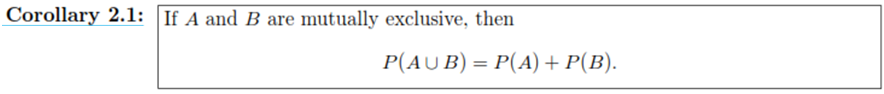 Corollary 2.1: If A and B are mutually exclusive, then
P(A ∪ B) = P(A) + P(B).